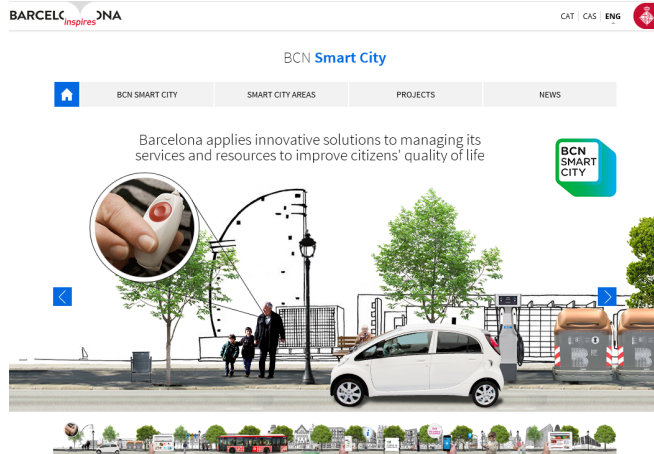 BARCELONA
inspires
CAT | CAS | ENG
BCN Smart City
BCN SMART CITY
SMART CITY AREAS
PROJECTS
NEWS
Barcelona applies innovative solutions to managing its
services and resources to improve citizens' quality of life
BCN
SMART
CITY